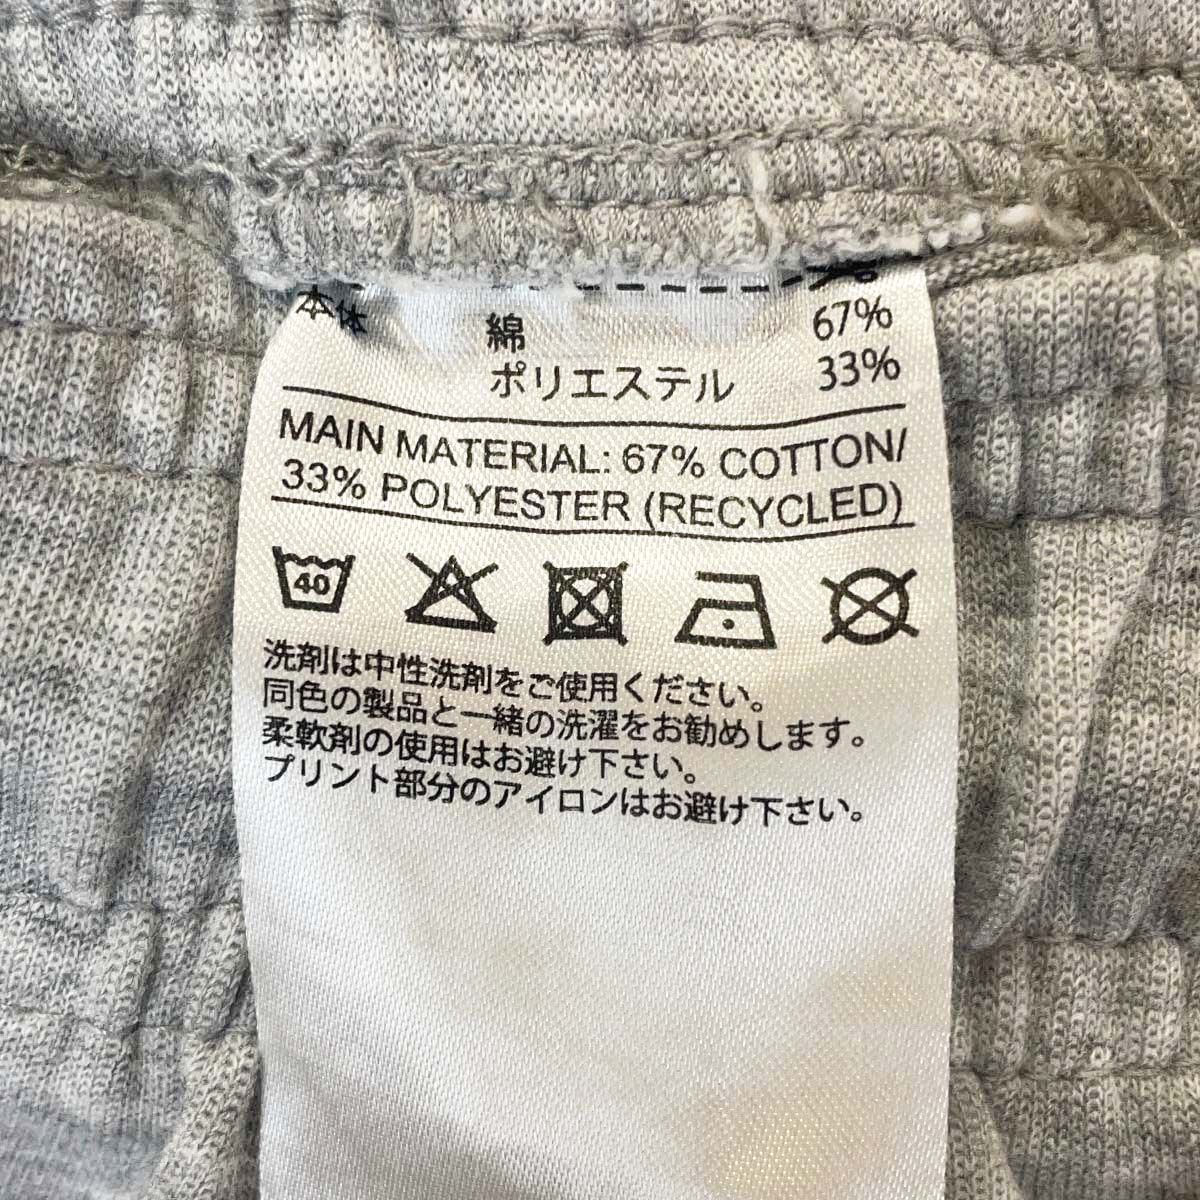 本体
綿 67%
ポリエステル 33%
MAIN MATERIAL: 67% COTTON/
33% POLYESTER (RECYCLED)
40
洗剤は中性洗剤をご使用ください。
同色の製品と一緒の洗濯をお勧めします。
柔軟剤の使用はお避け下さい。
プリント部分のアイロンはお避け下さい。